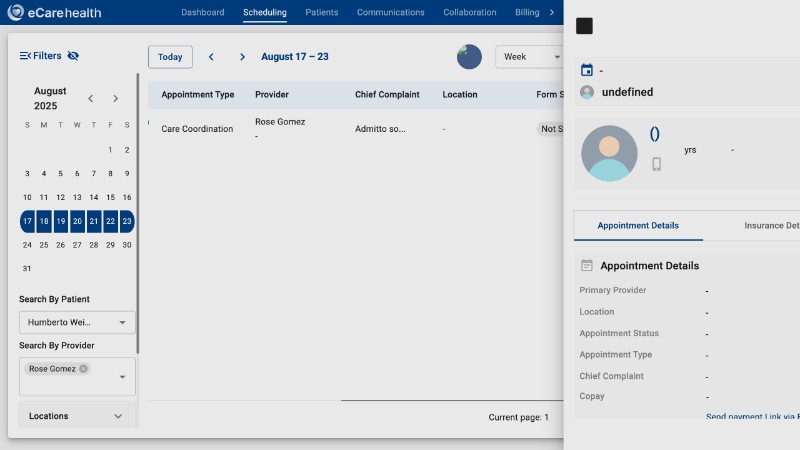 eCarehealth
Dashboard Scheduling Patients Communications Collaboration Billing
Filters
Today
August 17 – 23
Week
August
2025
S M T W T F S
1 2
3 4 5 6 7 8 9
10 11 12 13 14 15 16
17 18 19 20 21 22 23
24 25 26 27 28 29 30
31
Search By Patient
Humberto Wei...
Search By Provider
Rose Gomez
Locations
Appointment Type Provider Chief Complaint Location Form S
Care Coordination Rose Gomez Admitto so... - Not S
-
Current page: 1
-
undefined
()
yrs -
Appointment Details Insurance Det
Appointment Details
Primary Provider -
Location -
Appointment Status -
Appointment Type -
Chief Complaint -
Copay -
Send payment Link via